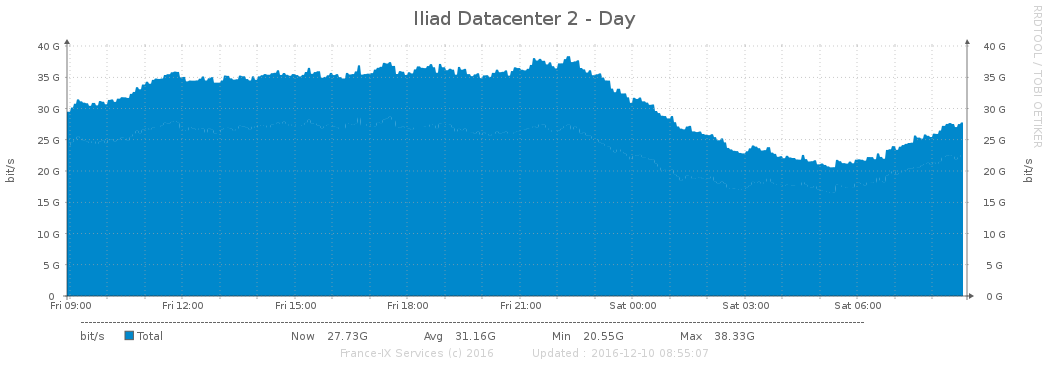 Iliad Datacenter 2 - Day
RRDTOOL / TOBI OETIKER
40 G 40 G
35 G 35 G
30 G 30 G
25 G 25 G
20 G 20 G
15 G 15 G
10 G 10 G
5 G 5 G
0 0 G
bit/s
bit/s
Fri 09:00 Fri 12:00 Fri 15:00 Fri 18:00 Fri 21:00 Sat 00:00 Sat 03:00 Sat 06:00
bit/s Total Now 27.73G Avg 31.16G Min 20.55G Max 38.33G
France-IX Services (c) 2016 Updated : 2016-12-10 08:55:07